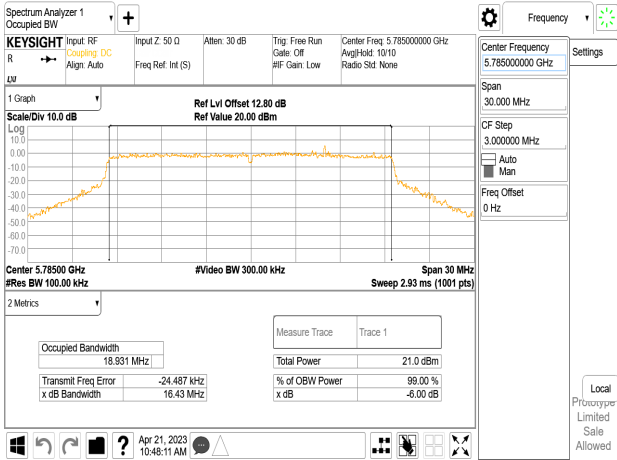 Spectrum Analyzer 1
Occupied BW
Frequency
KEYSIGHT
Input: RF
Coupling: DC
Align: Auto
Input Z: 50 Ω
Freq Ref: Int (S)
Atten: 30 dB
Trig: Free Run
Gate: Off
#IF Gain: Low
Center Freq: 5.785000000 GHz
Avg|Hold: 10/10
Radio Std: None
R
LXI
Center Frequency
5.785000000 GHz
Settings
Span
30.000 MHz
CF Step
3.000000 MHz
Auto
Man
Freq Offset
0 Hz
1 Graph
Scale/Div 10.0 dB
Ref Lvl Offset 12.80 dB
Ref Value 20.00 dBm
Log
10.0
0.00
-10.0
-20.0
-30.0
-40.0
-50.0
-60.0
-70.0
Center 5.78500 GHz
#Video BW 300.00 kHz
Span 30 MHz
#Res BW 100.00 kHz
Sweep 2.93 ms (1001 pts)
2 Metrics
Measure Trace
Trace 1
Occupied Bandwidth
18.931 MHz
Total Power
21.0 dBm
Transmit Freq Error
-24.487 kHz
% of OBW Power
99.00 %
x dB Bandwidth
16.43 MHz
x dB
-6.00 dB
Local
Prototype
Limited
Sale
Allowed
?
Apr 21, 2023
10:48:11 AM